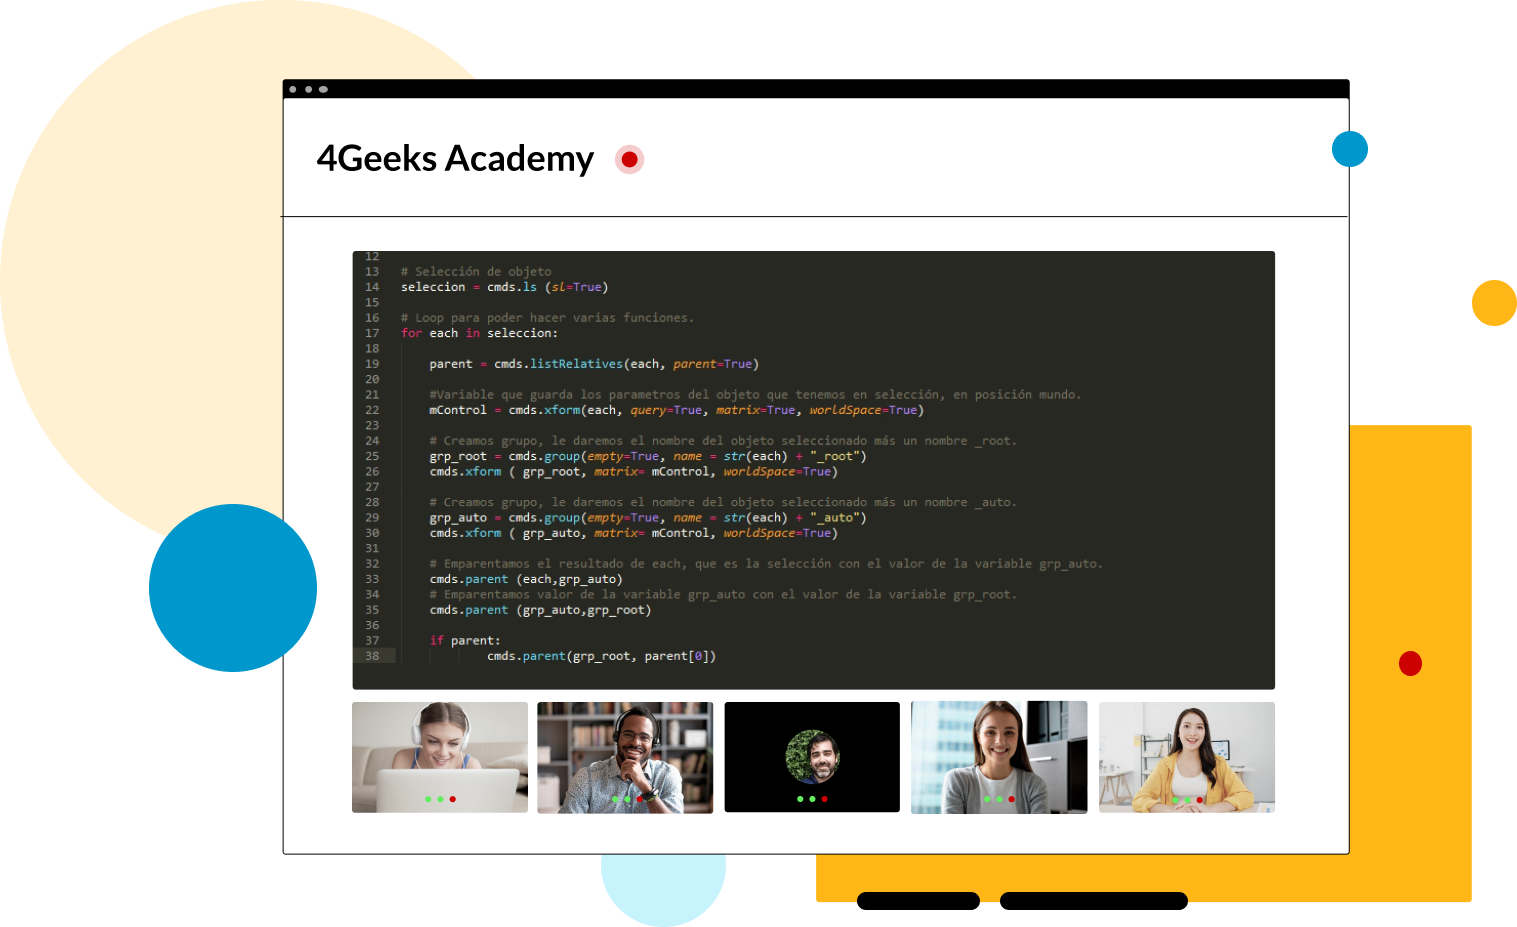 4Geeks Academy
12
13 # Selección de objeto
14 seleccion = cmds.ls (sl=True)
15
16 # Loop para poder hacer varias funciones.
17 for each in seleccion:
18
19     parent = cmds.listRelatives(each, parent=True)
20
21     #Variable que guarda los parametros del objeto que tenemos en selección, en posición mundo.
22     mControl = cmds.xform(each, query=True, matrix=True, worldSpace=True)
23
24     # Creamos grupo, le daremos el nombre del objeto seleccionado más un nombre _root.
25     grp_root = cmds.group(empty=True, name = str(each) + "_root")
26     cmds.xform ( grp_root, matrix= mControl, worldSpace=True)
27
28     # Creamos grupo, le daremos el nombre del objeto seleccionado más un nombre _auto.
29     grp_auto = cmds.group(empty=True, name = str(each) + "_auto")
30     cmds.xform ( grp_auto, matrix= mControl, worldSpace=True)
31
32     # Emparentamos el resultado de each, que es la selección con el valor de la variable grp_auto.
33     cmds.parent (each,grp_auto)
34     # Emparentamos valor de la variable grp_auto con el valor de la variable grp_root.
35     cmds.parent (grp_auto,grp_root)
36
37     if parent:
38             cmds.parent(grp_root, parent[0])